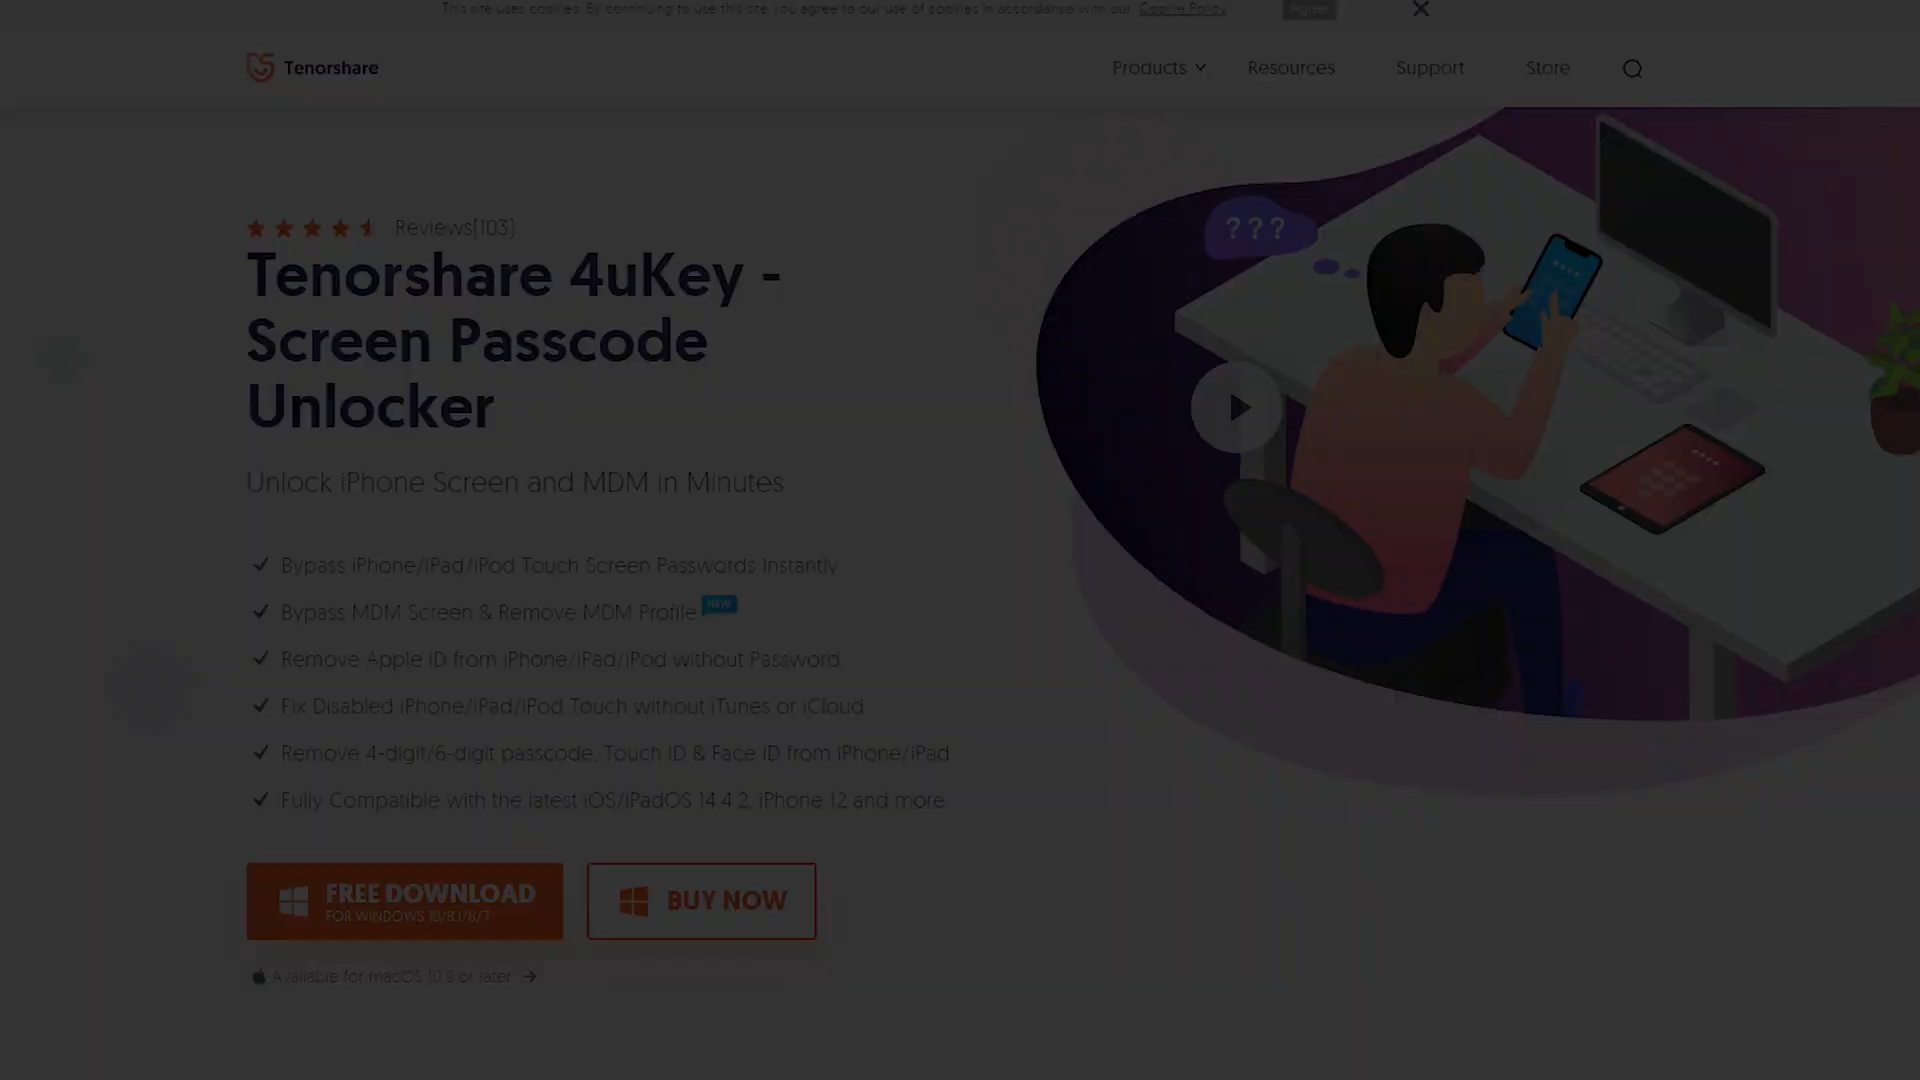 This site uses cookies. By continuing to use this site you agree to our use of cookies in accordance with our Cookie Policy. Agree
Tenorshare
Products Resources Support Store
Reviews[103]
Tenorshare 4uKey -
Screen Passcode
Unlocker
Unlock iPhone Screen and MDM in Minutes
Bypass iPhone/iPad/iPod Touch Screen Passwords Instantly
Bypass MDM Screen & Remove MDM Profile NEW
Remove Apple ID from iPhone/iPad/iPod without Password
Fix Disabled iPhone/iPad/iPod Touch without iTunes or iCloud
Remove 4-digit/6-digit passcode, Touch ID & Face ID from iPhone/iPad
Fully Compatible with the latest iOS/iPadOS 14.4.2, iPhone 12 and more
FREE DOWNLOAD
FOR WINDOWS 10/8.1/8/7
BUY NOW
Available for macOS 10.9 or later
???